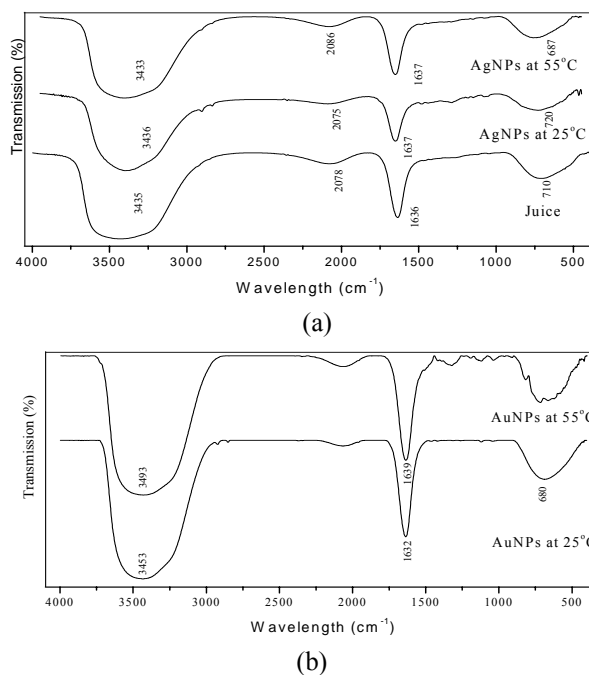 Transmission (%)
3433
2086
1637
687
AgNPs at 55°C
3436
2075
1637
720
AgNPs at 25°C
3435
2078
1636
710
Juice
4000 3500 3000 2500 2000 1500 1000 500
Wavelength (cm-1)
(a)
Transmission (%)
3493
1639
AuNPs at 55°C
3453
1632
680
AuNPs at 25°C
4000 3500 3000 2500 2000 1500 1000 500
Wavelength (cm-1)
(b)